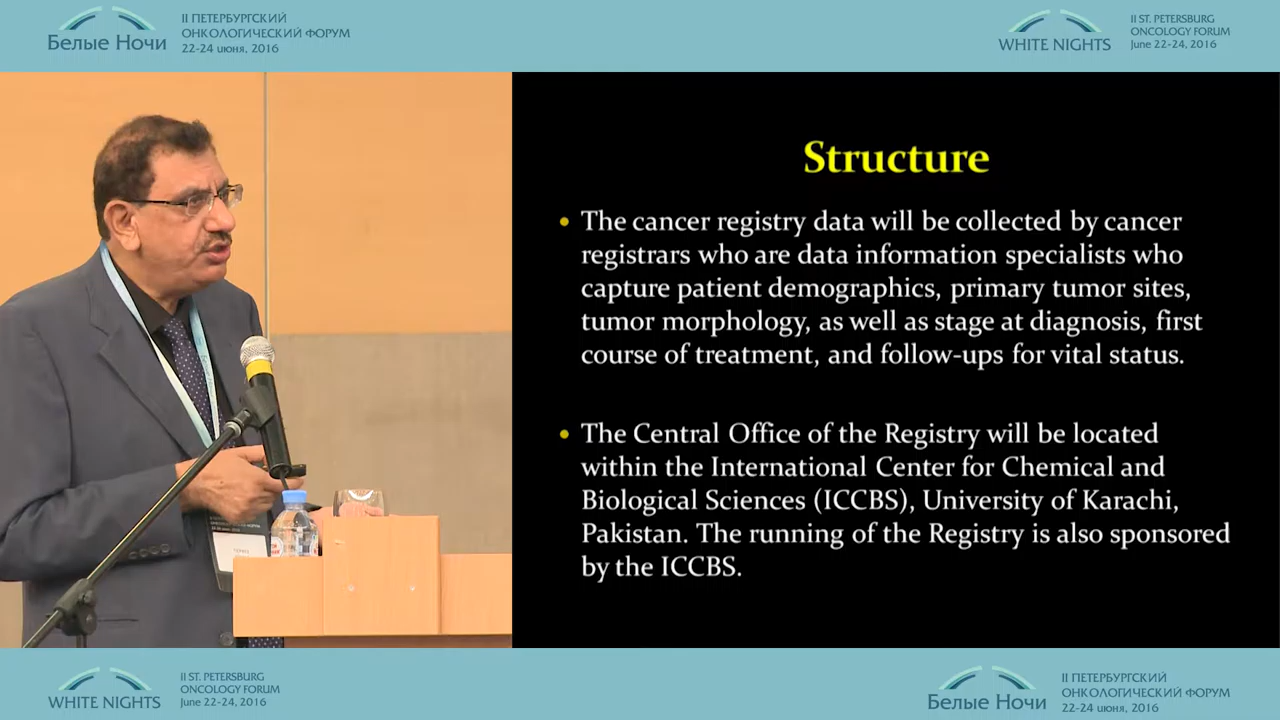 Белые Ночи
II ПЕТЕРБУРГСКИЙ
ОНКОЛОГИЧЕСКИЙ ФОРУМ
22-24 июня, 2016
WHITE NIGHTS
II ST. PETERSBURG
ONCOLOGY FORUM
June 22-24, 2016
Structure
• The cancer registry data will be collected by cancer
registrars who are data information specialists who
capture patient demographics, primary tumor sites,
tumor morphology, as well as stage at diagnosis, first
course of treatment, and follow-ups for vital status.
• The Central Office of the Registry will be located
within the International Center for Chemical and
Biological Sciences (ICCBS), University of Karachi,
Pakistan. The running of the Registry is also sponsored
by the ICCBS.
WHITE NIGHTS
II ST. PETERSBURG
ONCOLOGY FORUM
June 22-24, 2016
Белые Ночи
II ПЕТЕРБУРГСКИЙ
ОНКОЛОГИЧЕСКИЙ ФОРУМ
22-24 июня, 2016